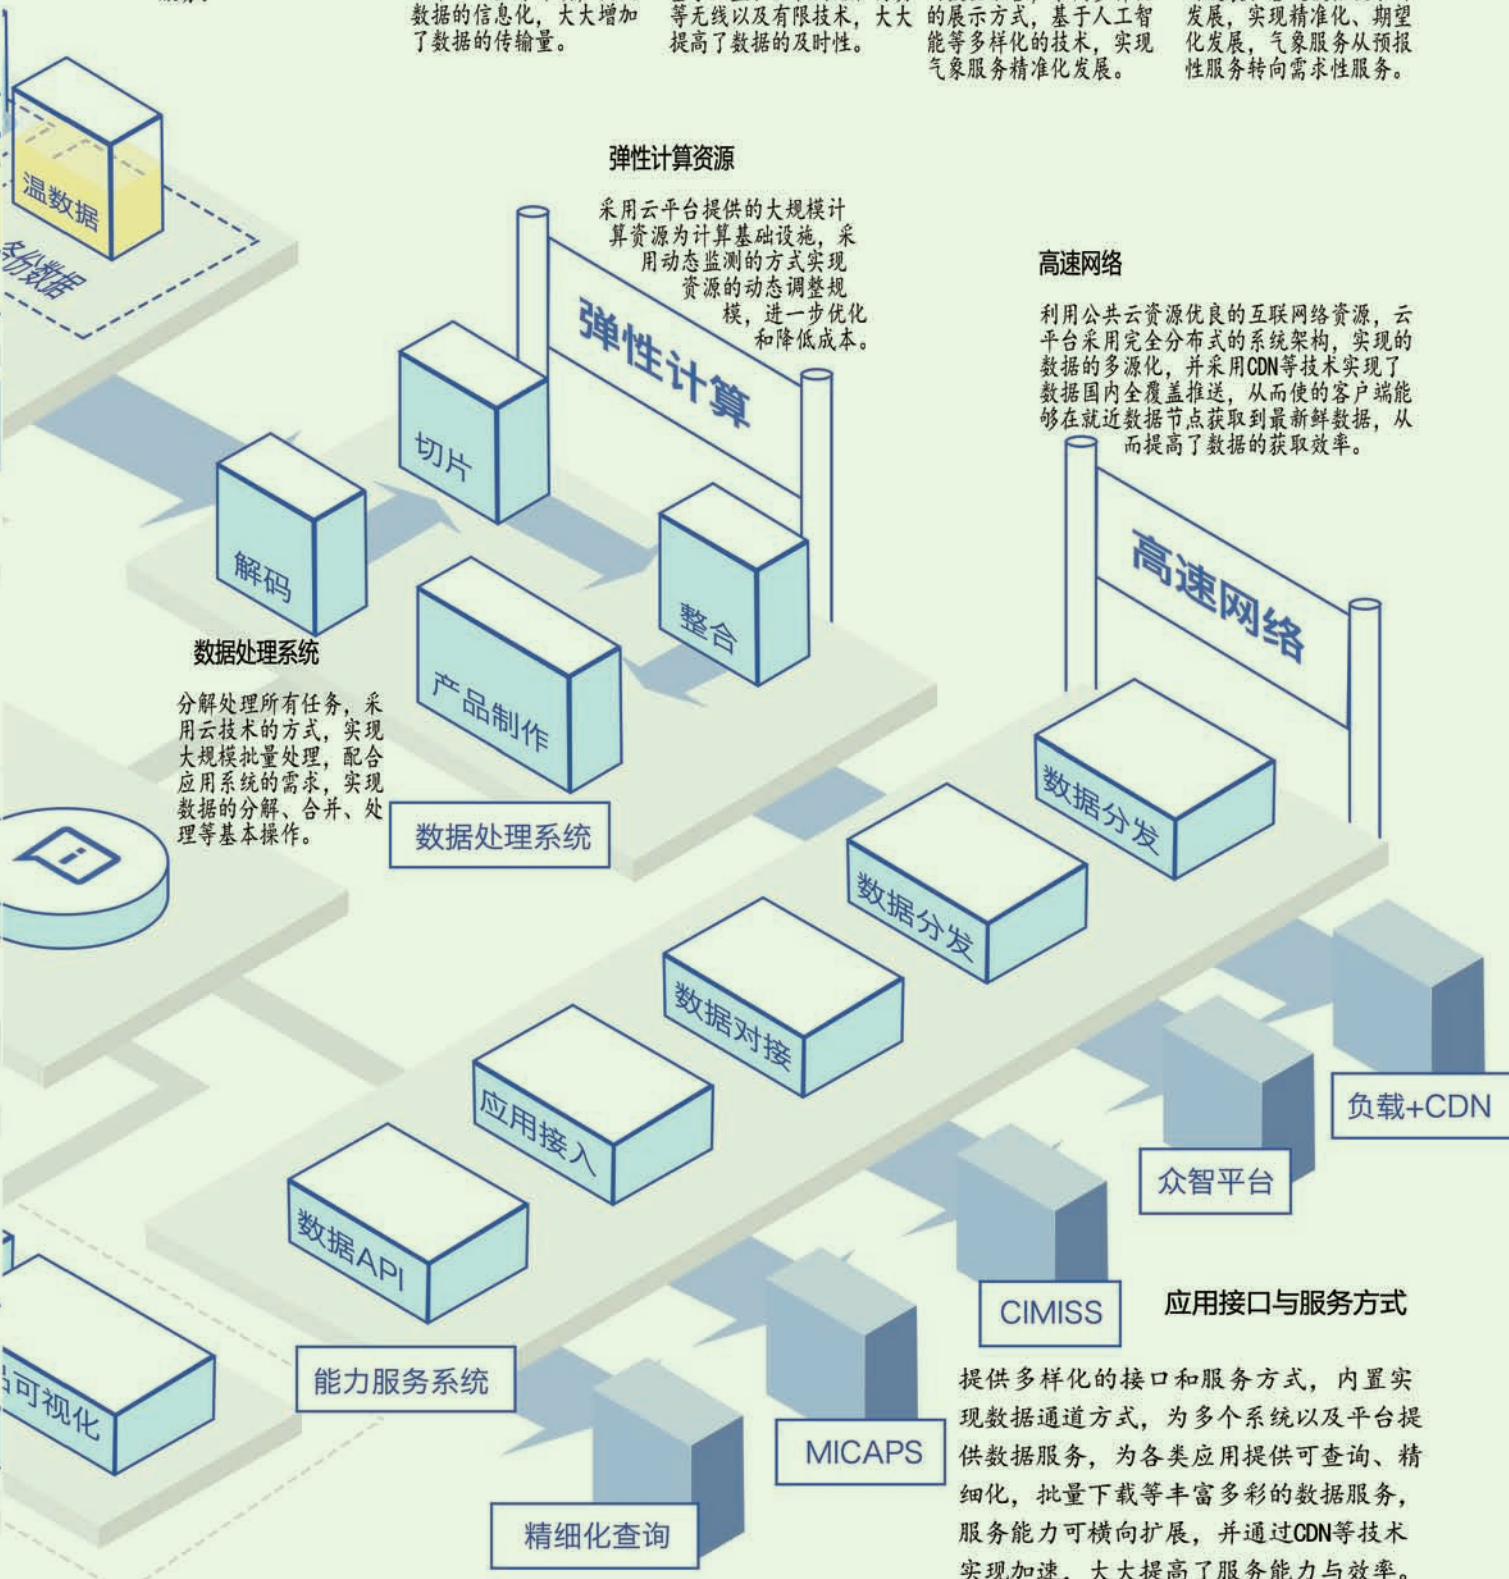 数据的信息化，大大增加
了数据的传输量。
等无线以及有限技术，大大
提高了数据的及时性。
的展示方式，基于人工智
能等多样化的技术，实现
气象服务精准化发展。
发展，实现精准化、期望
化发展，气象服务从预报
性服务转向需求性服务。
温数据
份数据
弹性计算资源
采用云平台提供的大规模计
算资源为计算基础设施，采
用动态监测的方式实现
资源的动态调整规
模，进一步优化
和降低成本。
弹性计算
高速网络
利用公共云资源优良的互联网络资源，云
平台采用完全分布式的系统架构，实现的
数据的多源化，并采用CDN等技术实现了
数据国内全覆盖推送，从而使的客户端能
够在就近数据节点获取到最新鲜数据，从
而提高了数据的获取效率。
高速网络
切片
解码
整合
产品制作
数据处理系统
分解处理所有任务，采
用云技术的方式，实现
大规模批量处理，配合
应用系统的需求，实现
数据的分解、合并、处
理等基本操作。
数据处理系统
数据分发
数据分发
数据对接
应用接入
数据API
能力服务系统
可视化
负载+CDN
众智平台
CIMISS
MICAPS
精细化查询
应用接口与服务方式
提供多样化的接口和服务方式，内置实
现数据通道方式，为多个系统以及平台提
供数据服务，为各类应用提供可查询、精
细化，批量下载等丰富多彩的数据服务，
服务能力可横向扩展，并通过CDN等技术
实现加速，大大提高了服务能力与效率。